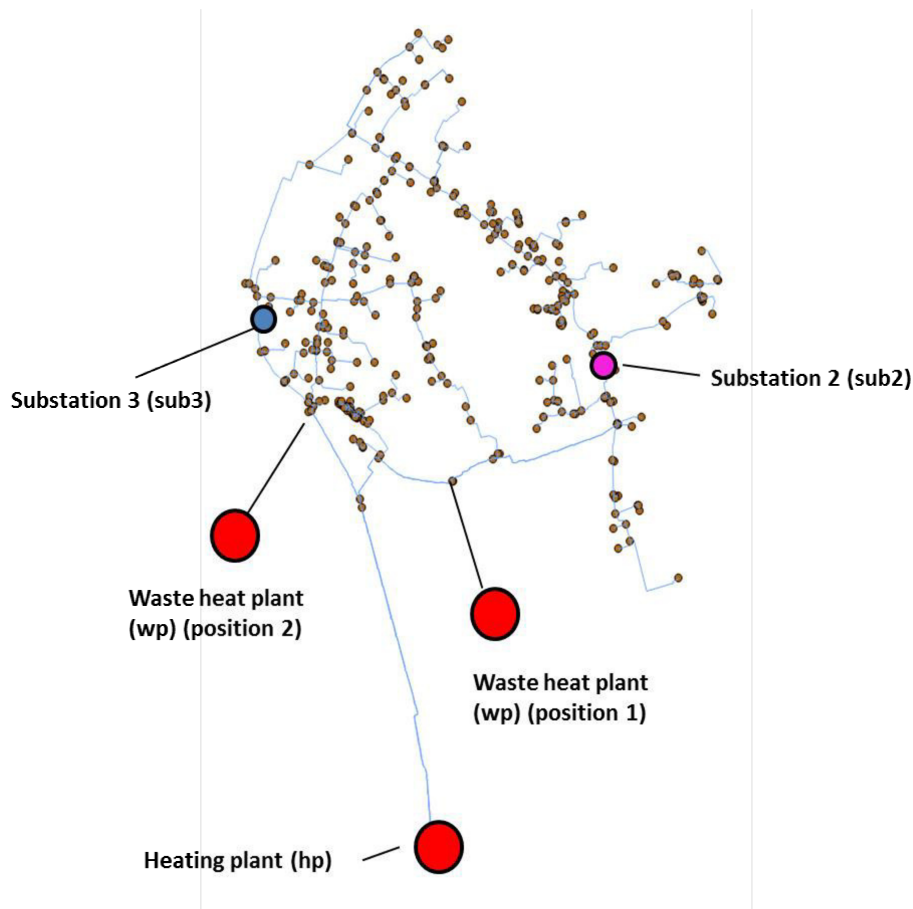 Substation 2 (sub2)
Substation 3 (sub3)
Waste heat plant
(wp) (position 2)
Waste heat plant
(wp) (position 1)
Heating plant (hp)